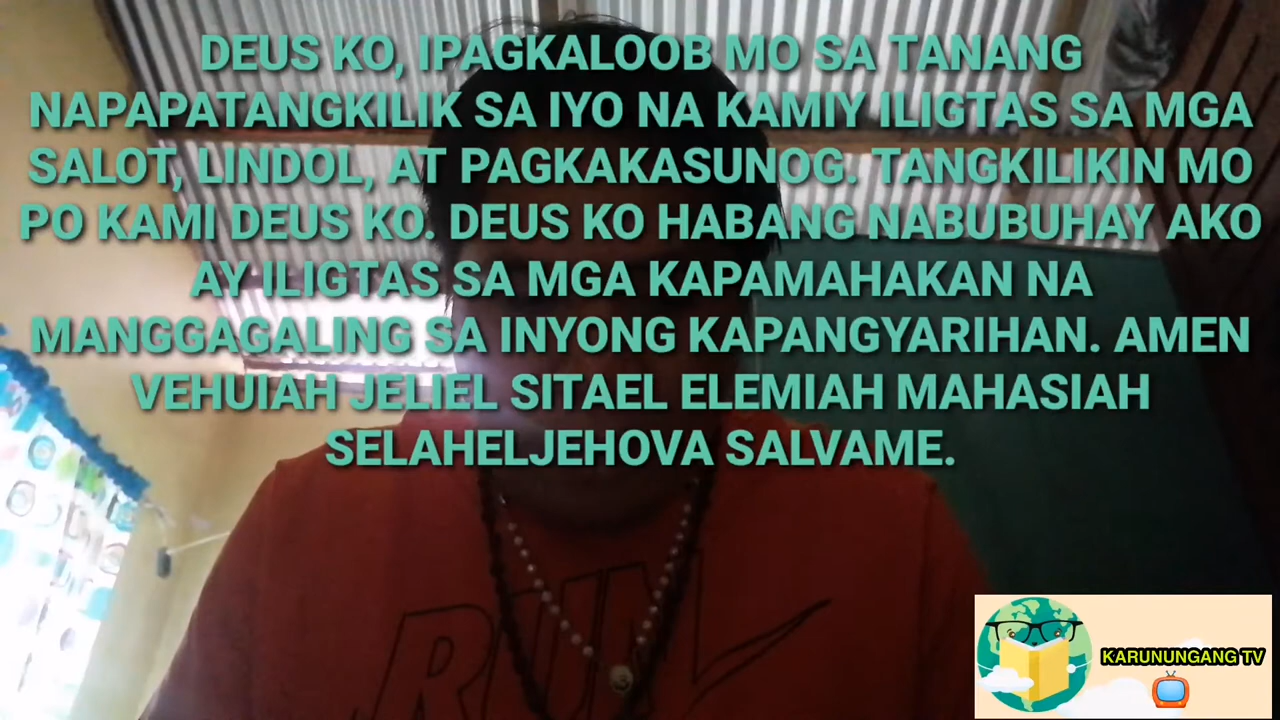 DEUS KO, IPAGKALOOB MO SA TANANG
NAPAPATANGKILIK SA IYO NA KAMIY ILIGTAS SA MGA
SALOT, LINDOL, AT PAGKAKASUNOG. TANGKILIKIN MO
PO KAMI DEUS KO. DEUS KO HABANG NABUBUHAY AKO
AY ILIGTAS SA MGA KAPAMAHAKAN NA
MANGGAGALING SA INYONG KAPANGYARIHAN. AMEN
VEHUIAH JELIEL SITAEL ELEMIAH MAHASIAH
SELAHELJEHOVA SALVAME.
RUN
KARUNUNGANG TV